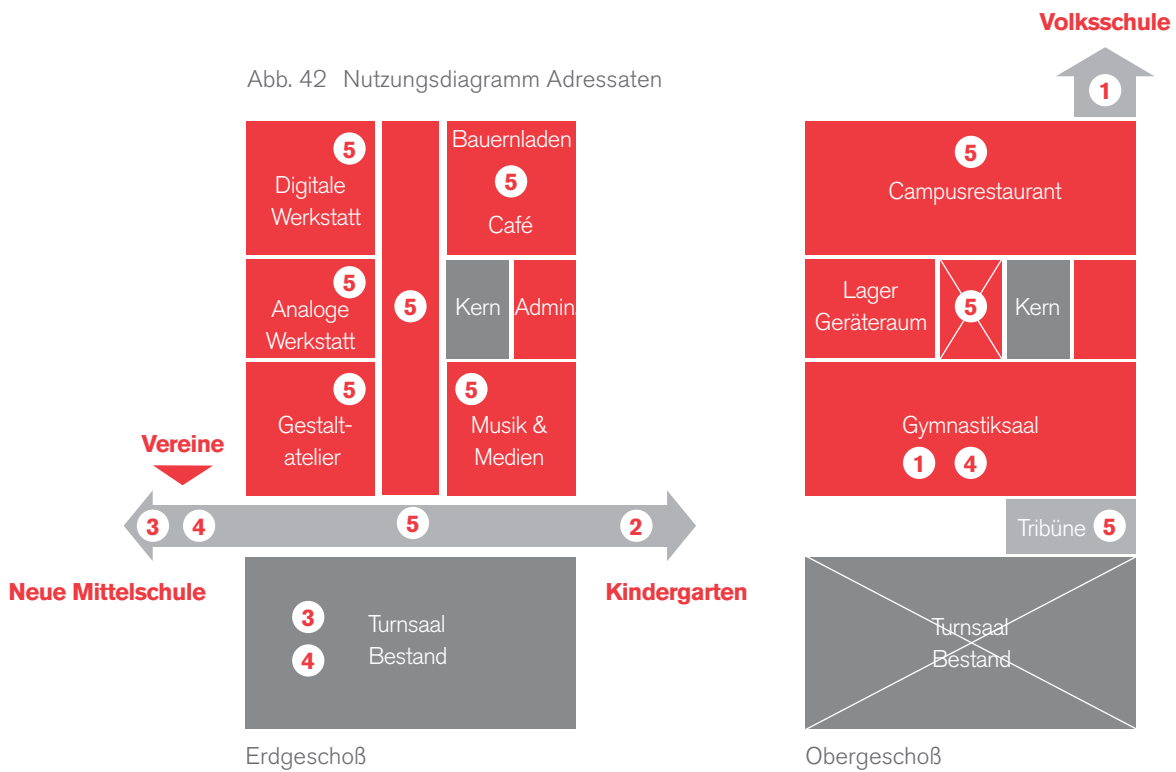 Volksschule
1
Abb. 42 Nutzungsdiagramm Adressaten
5
Digitale
Werkstatt
Bauernladen
5
Café
5
Analoge
Werkstatt
5
Kern
Admin.
5
Gestalt-
atelier
5
Musik &
Medien
Vereine
3
4
5
2
Neue Mittelschule
Kindergarten
3
4
Turnsaal
Bestand
Erdgeschoß
5
Campusrestaurant
Lager
Geräteraum
5
Kern
Gymnastiksaal
1
4
Tribüne 5
Turnsaal
Bestand
Obergeschoß